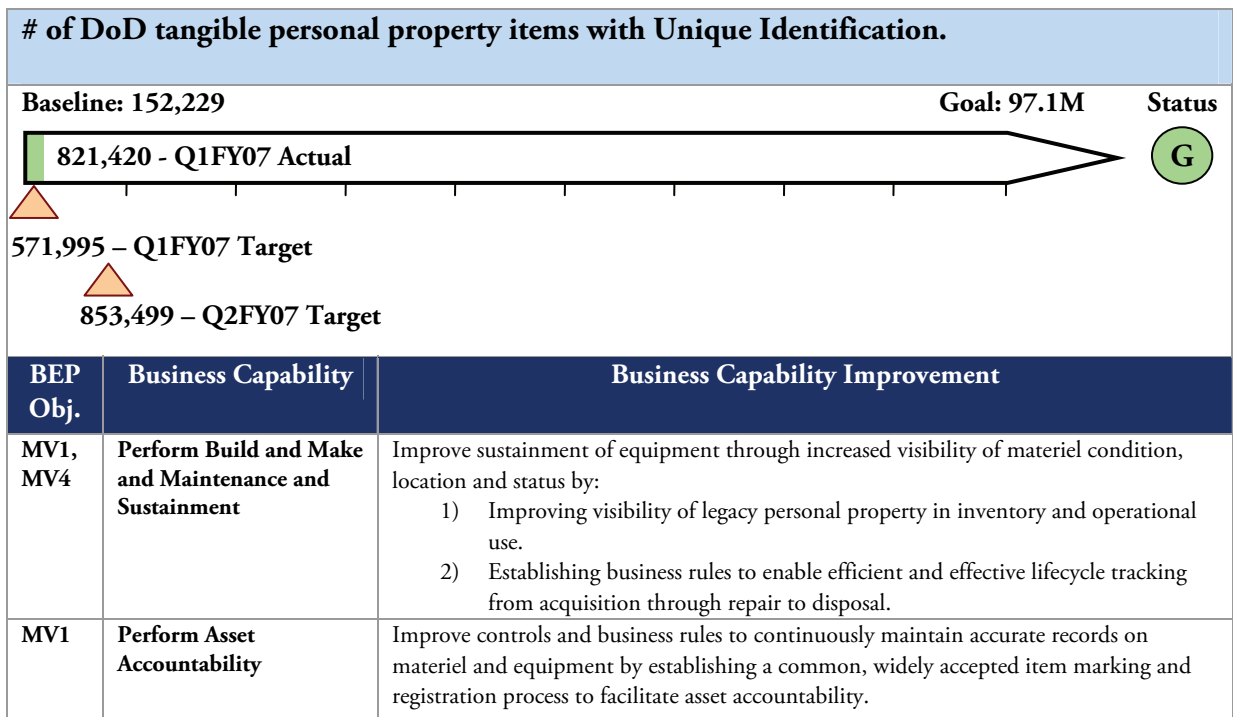 # of DoD tangible personal property items with Unique Identification.
Baseline: 152,229
Goal: 97.1M
Status
821,420 - Q1FY07 Actual
G
571,995 – Q1FY07 Target
853,499 – Q2FY07 Target
BEP
Obj.
Business Capability
Business Capability Improvement
MV1,
MV4
Perform Build and Make
and Maintenance and
Sustainment
Improve sustainment of equipment through increased visibility of materiel condition,
location and status by:
1) Improving visibility of legacy personal property in inventory and operational
use.
2) Establishing business rules to enable efficient and effective lifecycle tracking
from acquisition through repair to disposal.
MV1
Perform Asset
Accountability
Improve controls and business rules to continuously maintain accurate records on
materiel and equipment by establishing a common, widely accepted item marking and
registration process to facilitate asset accountability.